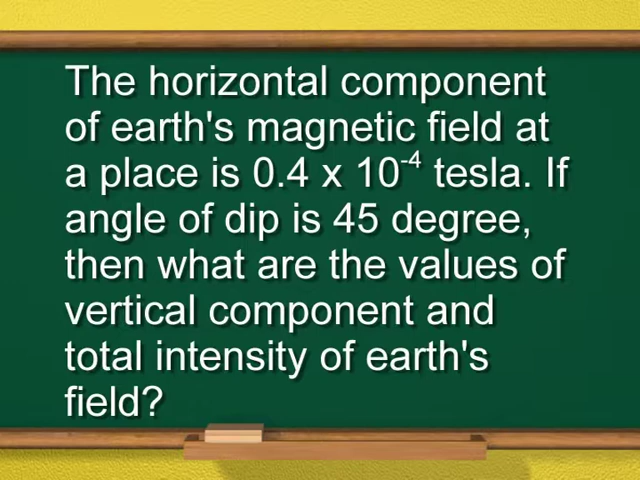 The horizontal component
of earth's magnetic field at
a place is 0.4 x 10⁻⁴ tesla. If
angle of dip is 45 degree,
then what are the values of
vertical component and
total intensity of earth's
field?